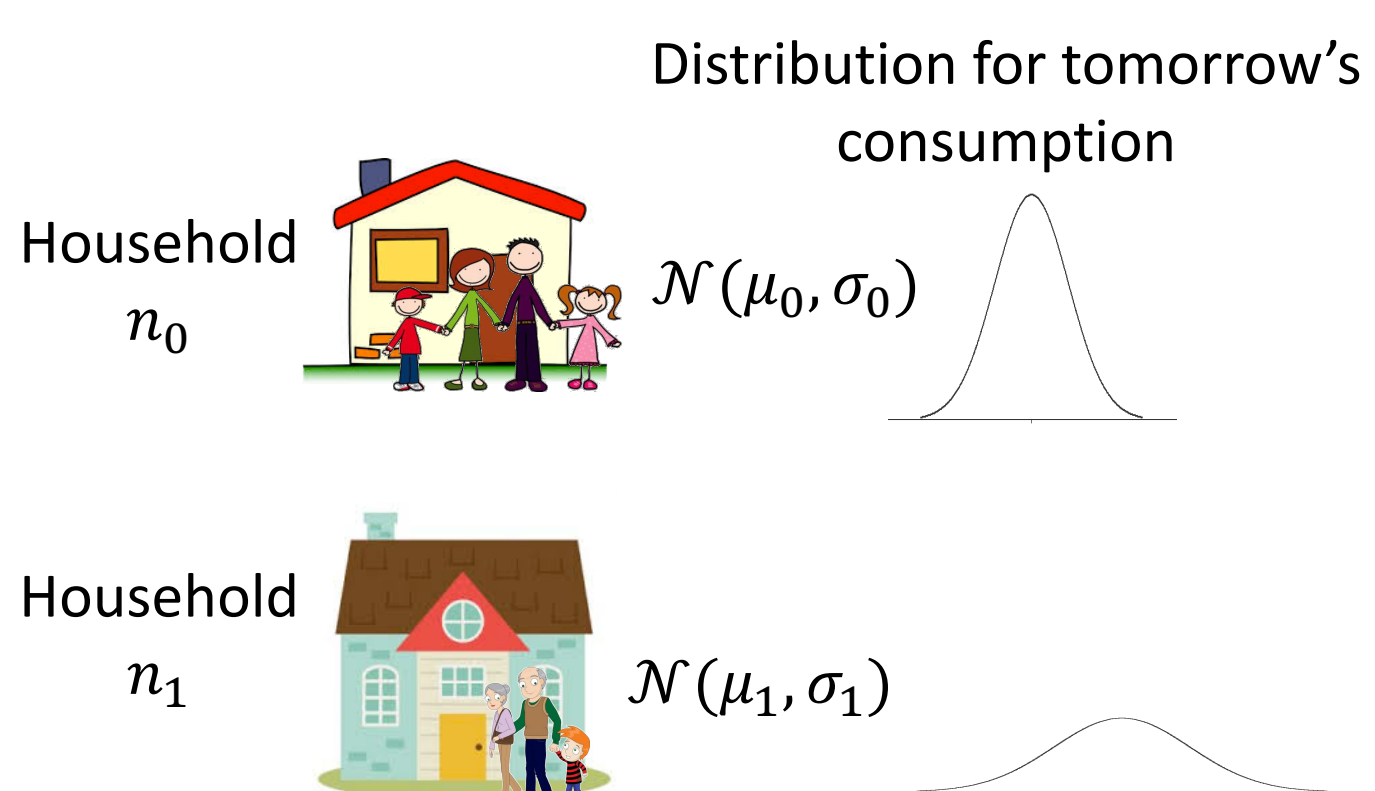 Distribution for tomorrow’s
consumption
Household
n₀
𝒩(μ₀, σ₀)
Household
n₁
𝒩(μ₁, σ₁)